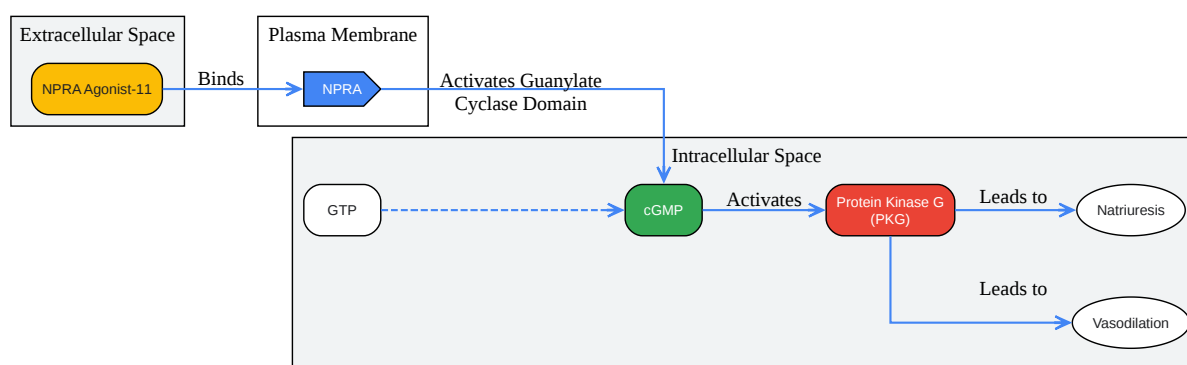 Extracellular Space
Plasma Membrane
NPRA Agonist-11
Binds
NPRA
Activates Guanylate
Cyclase Domain
Intracellular Space
GTP
cGMP
Activates
Protein Kinase G
(PKG)
Leads to
Natriuresis
Leads to
Vasodilation